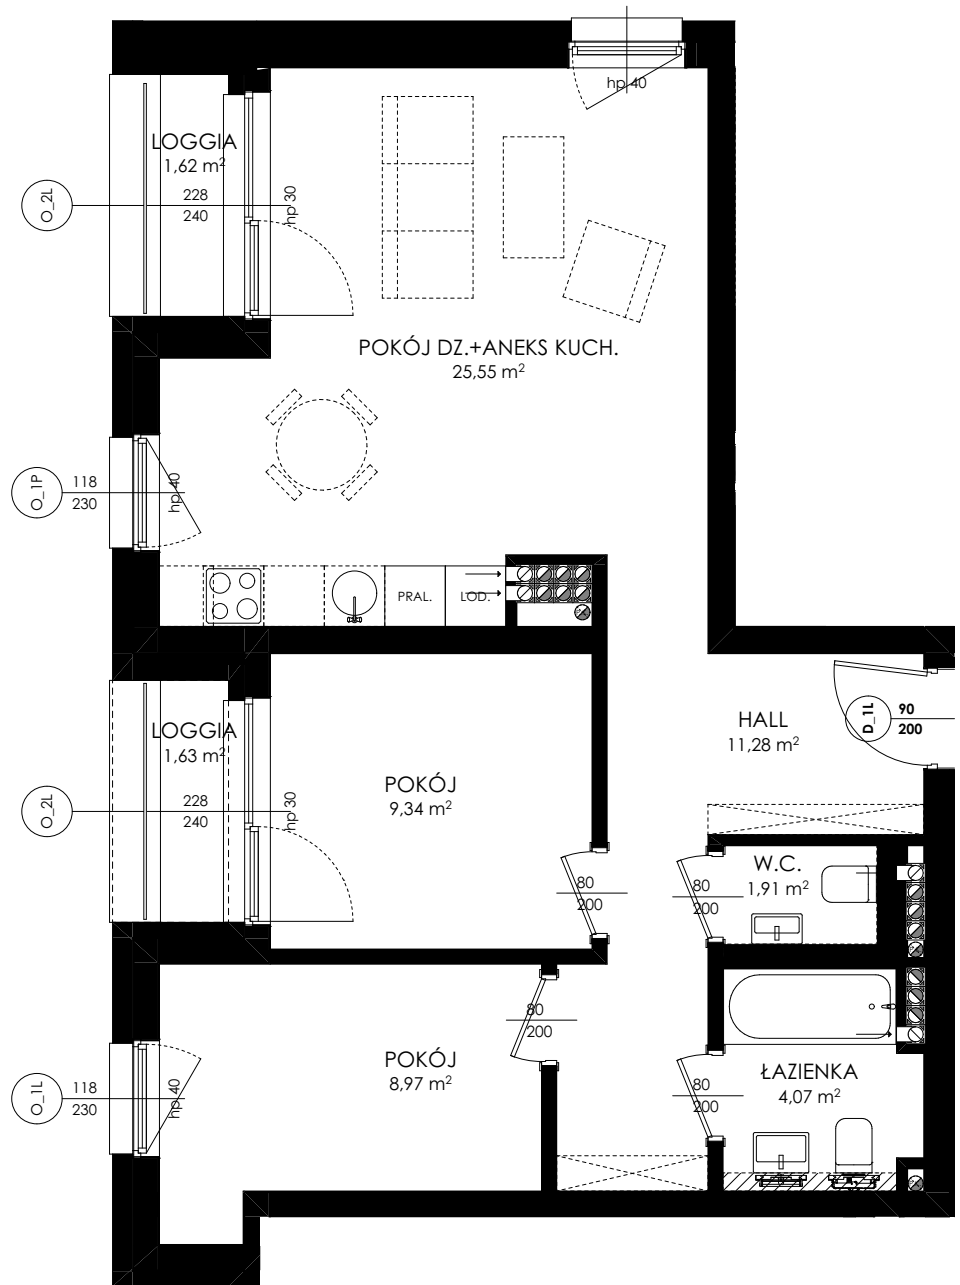 hp 40
LOGGIA
1,62 m²
O_2L
228
240
hp 30
POKÓJ DZ.+ANEKS KUCH.
25,55 m²
O_1P
118
230
hp 40
PRAL.
LOD.
LOGGIA
1,63 m²
O_2L
228
240
hp 30
POKÓJ
9,34 m²
HALL
11,28 m²
D_1L
90
200
80
200
80
200
W.C.
1,91 m²
80
200
POKÓJ
8,97 m²
O_1L
118
230
hp 40
80
200
ŁAZIENKA
4,07 m²